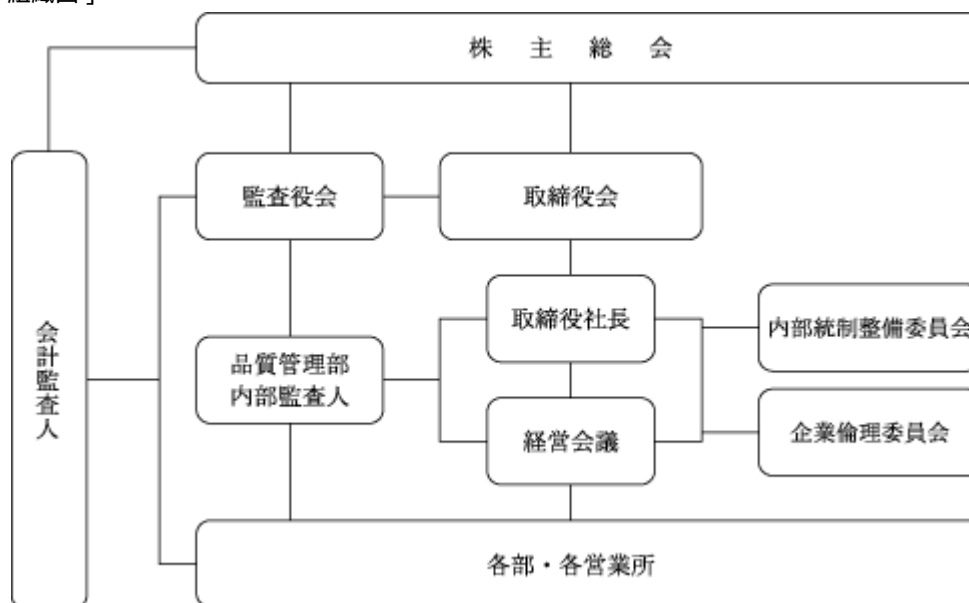 組織図]
株主総会
監査役会
取締役会
会計監査人
取締役社長
内部統制整備委員会
品質管理部
内部監査人
経営会議
企業倫理委員会
各部・各営業所